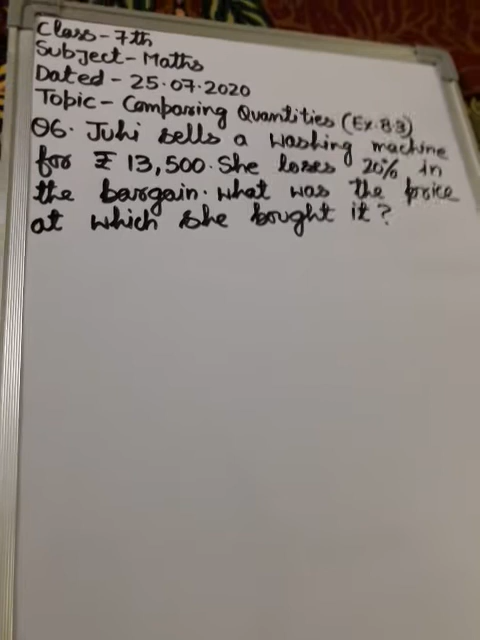 Class-7th
Subject-Maths
Dated-25.07.2020
Topic-Comparing Quantities (Ex.8.3)
Q6. Juhi sells a washing machine
for ₹ 13,500. She loses 20% in
the bargain. what was the price
at which she bought it?